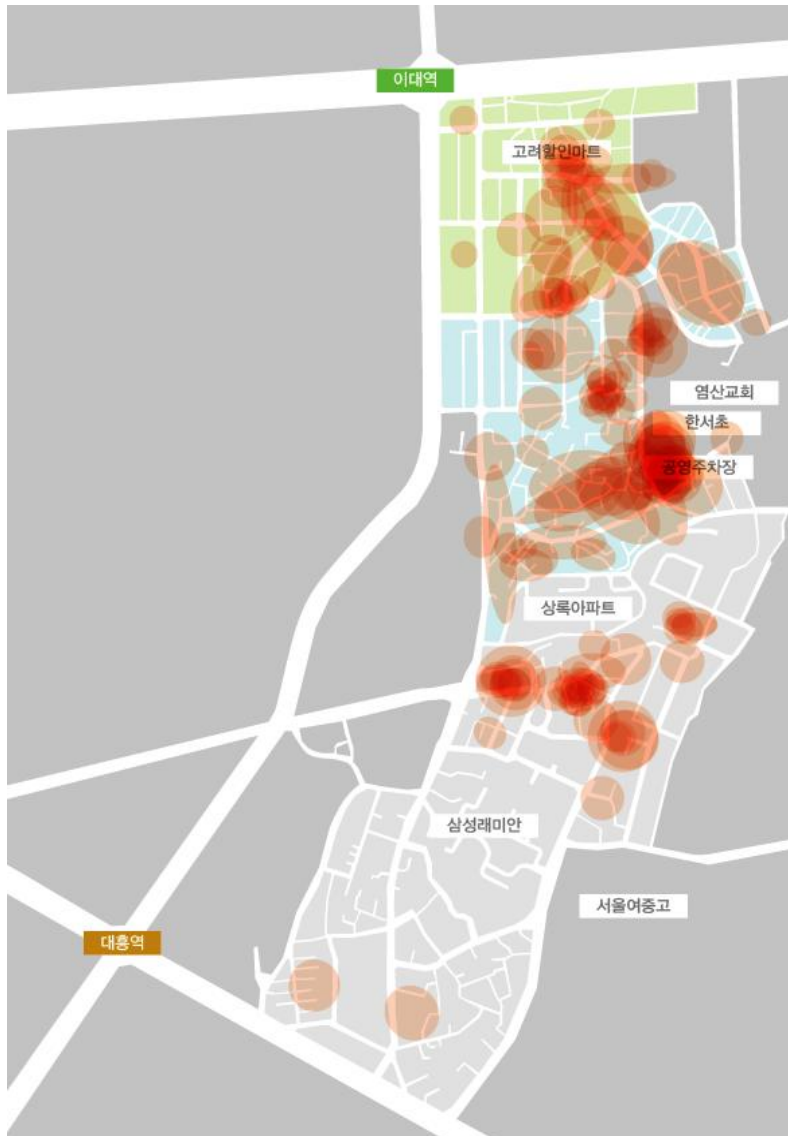 이대역
고려할인마트
염산교회
한서초
공영주차장
상록아파트
삼성래미안
서울여중고
대흥역